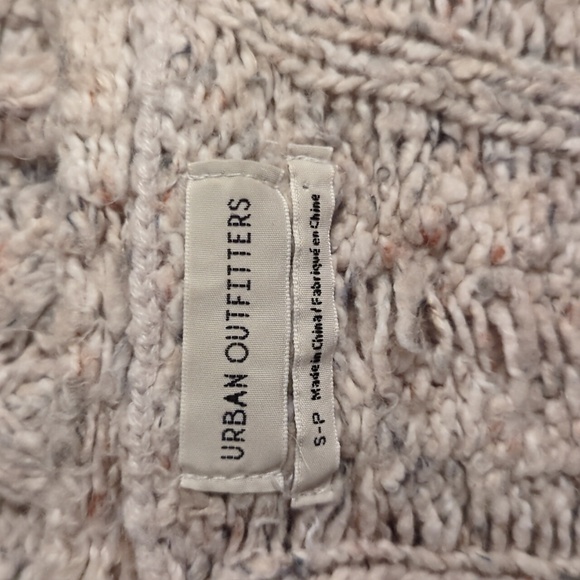 URBAN OUTFITTERS
S-P Made in China / Fabriqué en Chine